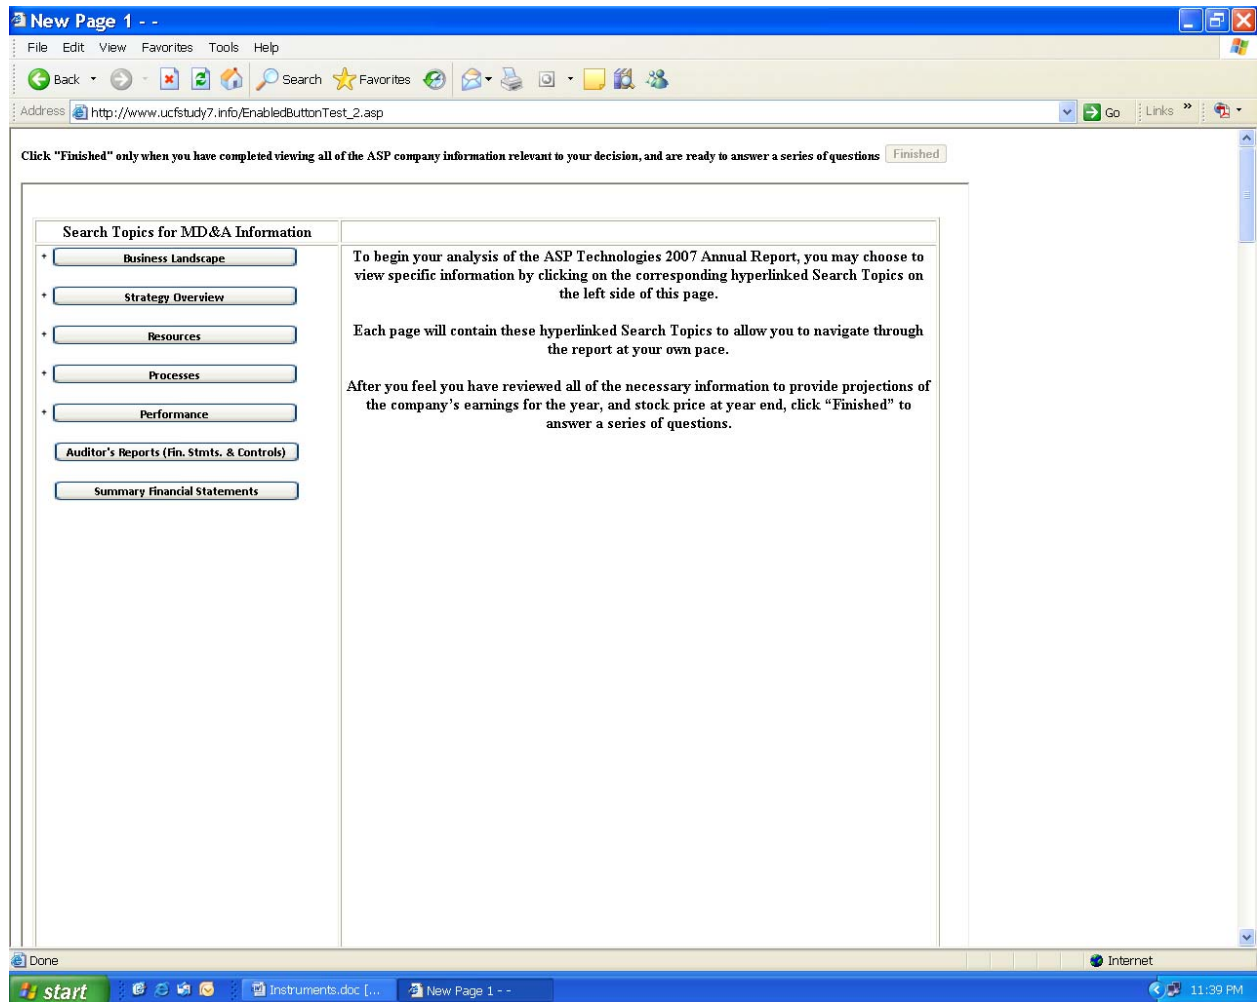 New Page 1 - -
File Edit View Favorites Tools Help
Back Search Favorites
Address http://www.ucfstudy7.info/EnabledButtonTest_2.asp Go Links »
Click "Finished" only when you have completed viewing all of the ASP company information relevant to your decision, and are ready to answer a series of questions Finished
Search Topics for MD&A Information
+ Business Landscape
+ Strategy Overview
+ Resources
+ Processes
+ Performance
Auditor's Reports (Fin. Stmts. & Controls)
Summary Financial Statements
To begin your analysis of the ASP Technologies 2007 Annual Report, you may choose to
view specific information by clicking on the corresponding hyperlinked Search Topics on
the left side of this page.
Each page will contain these hyperlinked Search Topics to allow you to navigate through
the report at your own pace.
After you feel you have reviewed all of the necessary information to provide projections of
the company's earnings for the year, and stock price at year end, click “Finished” to
answer a series of questions.
Done Internet
start Instruments.doc [... New Page 1 - - 11:39 PM